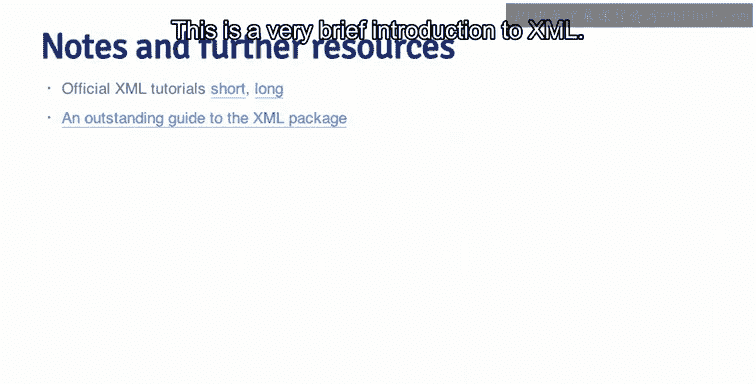 This is a very brief introduction to XML.
Notes and further resources
Official XML tutorials short, long
An outstanding guide to the XML package